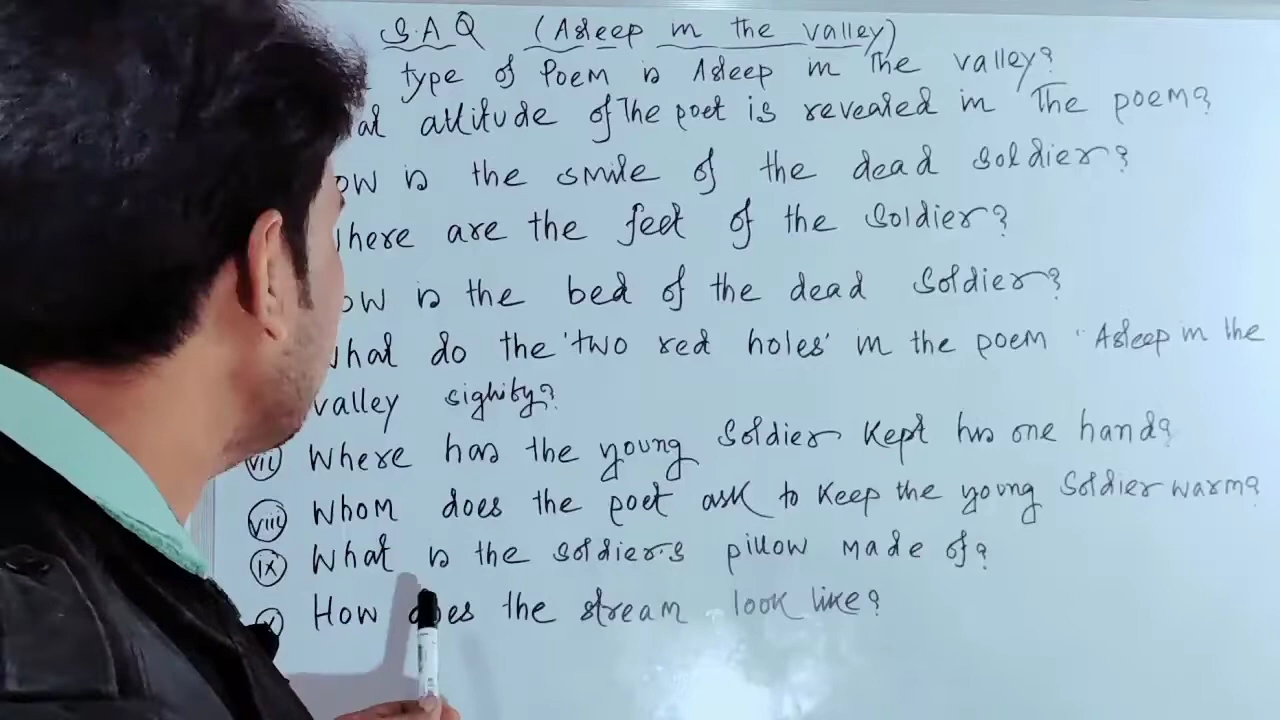 S.A.Q (Asleep in the valley)
type of Poem is Asleep in the valley?
at attitude of The poet is revealed in The poem?
ow is the smile of the dead soldier?
here are the feet of the soldier?
ow is the bed of the dead soldier?
hat do the 'two red holes' in the poem 'Asleep in the
valley
vii Where has the young soldier kept his one hand?
viii Whom does the poet ask to keep the young soldier warm?
ix What is the soldiers pillow made of?
x How does the stream look like?